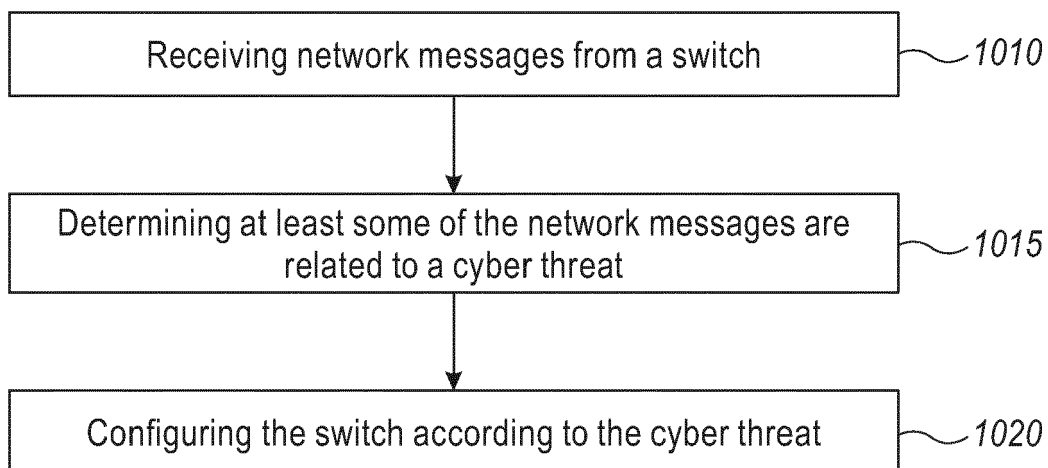 Receiving network messages from a switch
1010
Determining at least some of the network messages are
related to a cyber threat
1015
Configuring the switch according to the cyber threat
1020